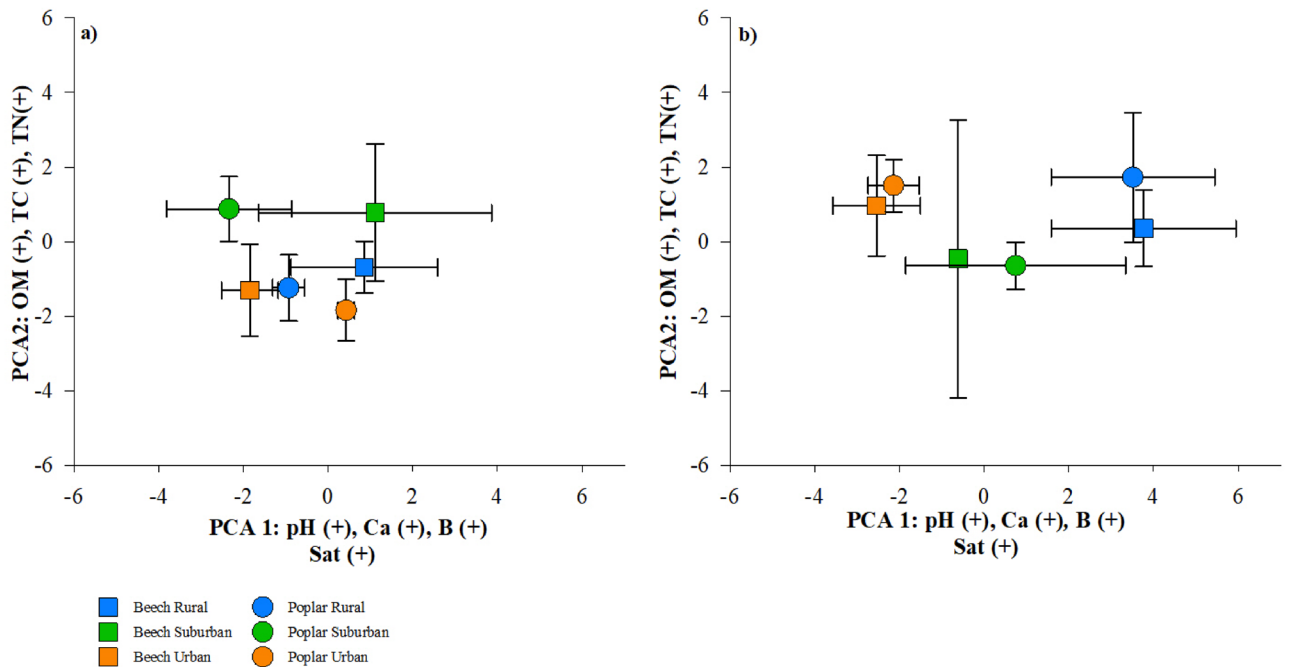 a)
6
4
2
0
-2
-4
-6
PCA2: OM (+), TC (+), TN(+)
-6 -4 -2 0 2 4 6
PCA 1: pH (+), Ca (+), B (+)
Sat (+)
b)
6
4
2
0
-2
-4
-6
PCA2: OM (+), TC (+), TN(+)
-6 -4 -2 0 2 4 6
PCA 1: pH (+), Ca (+), B (+)
Sat (+)
Beech Rural Poplar Rural
Beech Suburban Poplar Suburban
Beech Urban Poplar Urban